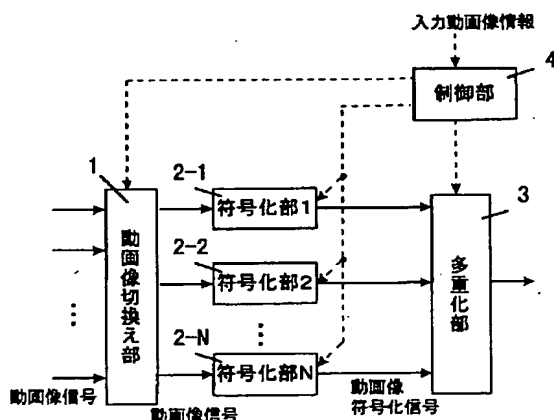 入力動画像情報
4
制御部
1
2-1
符号化部1
3
動画像切換え部
2-2
符号化部2
多重化部
⋮
⋮
2-N
符号化部N
動画像信号
動画像信号
動画像
符号化信号